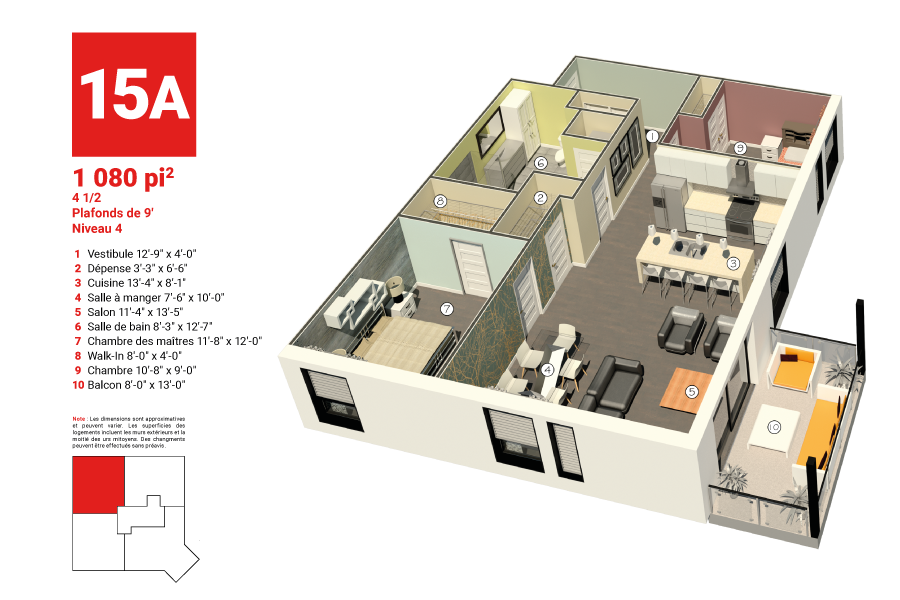 15A
1 080 pi²
4 1/2
Plafonds de 9'
Niveau 4
1 Vestibule 12'-9" x 4'-0"
2 Dépense 3'-3" x 6'-6"
3 Cuisine 13'-4" x 8'-1"
4 Salle à manger 7'-6" x 10'-0"
5 Salon 11'-4" x 13'-5"
6 Salle de bain 8'-3" x 12'-7"
7 Chambre des maîtres 11'-8" x 12'-0"
8 Walk-In 8'-0" x 4'-0"
9 Chambre 10'-8" x 9'-0"
10 Balcon 8'-0" x 13'-0"
Note : Les dimensions sont approximatives
et peuvent varier. Les superficies des
logements incluent les murs extérieurs et la
moitié des urs mitoyens. Des changments
peuvent être effectués sans préavis.
1
9
6
2
8
3
7
4
5
10